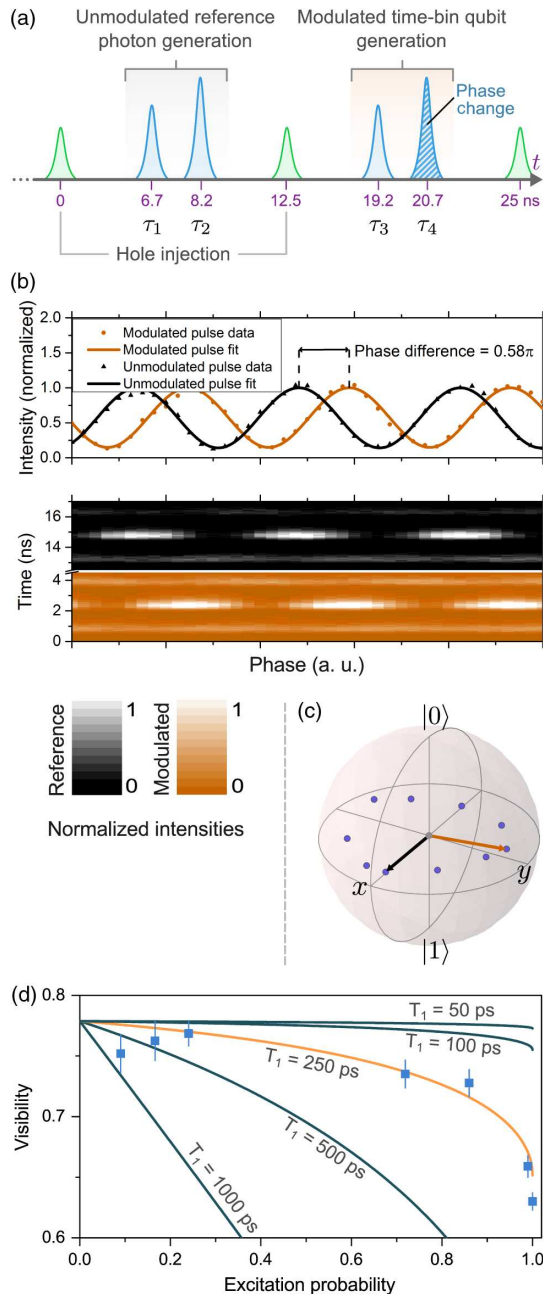 (a)
Unmodulated reference
photon generation
Modulated time-bin qubit
generation
Phase
change
t
0
6.7
8.2
12.5
19.2
20.7
25 ns
τ1
τ2
τ3
τ4
Hole injection
(b)
Intensity (normalized)
2.0
1.5
1.0
0.5
0.0
Modulated pulse data
Modulated pulse fit
Unmodulated pulse data
Unmodulated pulse fit
Phase difference = 0.58π
Time (ns)
16
14
4
2
0
Phase (a. u.)
Reference
1
0
Modulated
1
0
Normalized intensities
(c)
|0⟩
x
y
|1⟩
(d)
Visibility
0.8
0.7
0.6
T1 = 50 ps
T1 = 100 ps
T1 = 250 ps
T1 = 500 ps
T1 = 1000 ps
0.0
0.2
0.4
0.6
0.8
1.0
Excitation probability